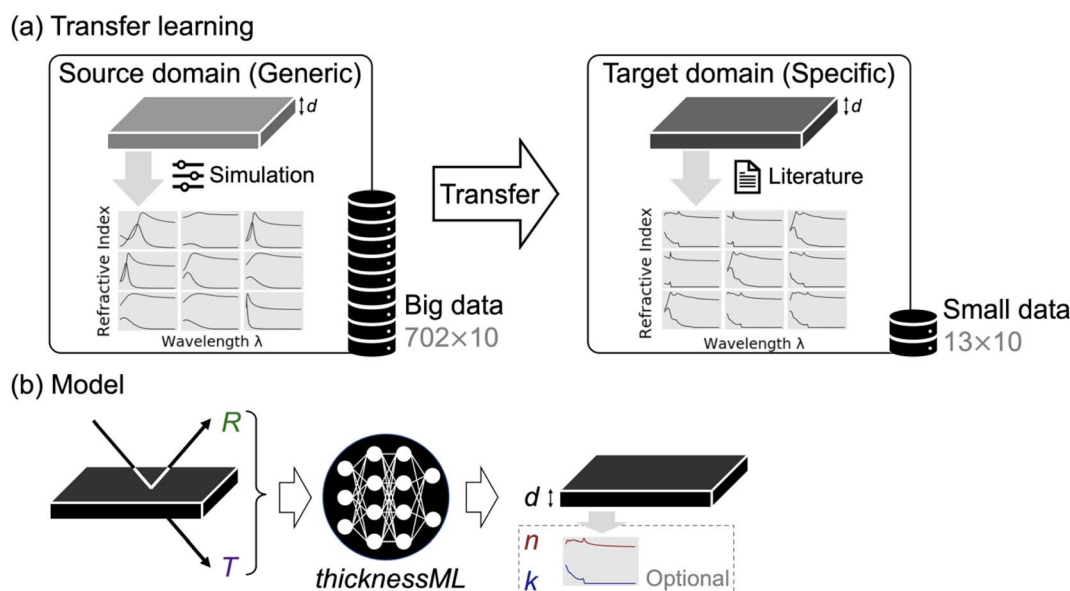 (a) Transfer learning
Source domain (Generic)
d
Simulation
Refractive Index
Wavelength λ
Big data
702×10
Transfer
Target domain (Specific)
d
Literature
Refractive Index
Wavelength λ
Small data
13×10
(b) Model
R
T
thicknessML
d
n
k
Optional